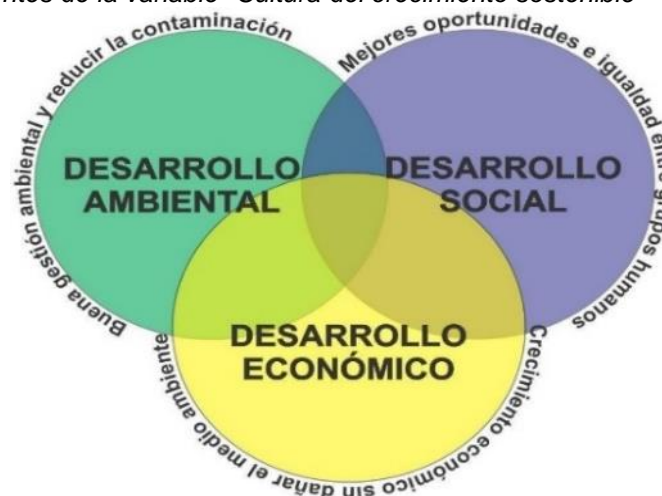 ntos de la variable "Cultura del crecimiento sostenible"
Buena gestión ambiental y reducir la contaminación
Mejores oportunidades e igualdad entre grupos humanos
DESARROLLO
AMBIENTAL
DESARROLLO
SOCIAL
DESARROLLO
ECONÓMICO
Crecimiento económico sin dañar el medio ambiente